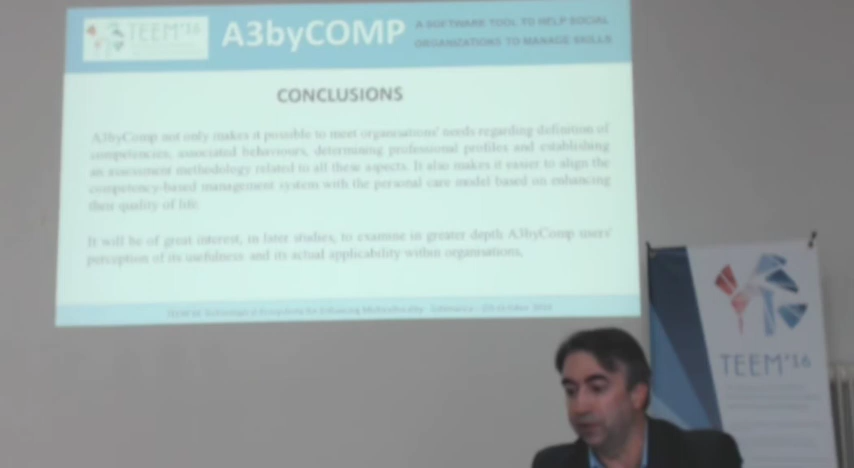 TEEM'16
A3byCOMP
A SOFTWARE TOOL TO HELP SOCIAL
ORGANIZATIONS TO MANAGE SKILLS
CONCLUSIONS
A3byComp not only makes it possible to meet organisations' needs regarding definition of
competencies, associated behaviours, determining professional profiles and establishing
an assessment methodology related to all these aspects. It also makes it easier to align the
competency-based management system with the personal care model based on enhancing
their quality of life.
It will be of great interest, in later studies, to examine in greater depth A3byComp users'
perception of its usefulness and its actual applicability within organisations.
TEEM'16